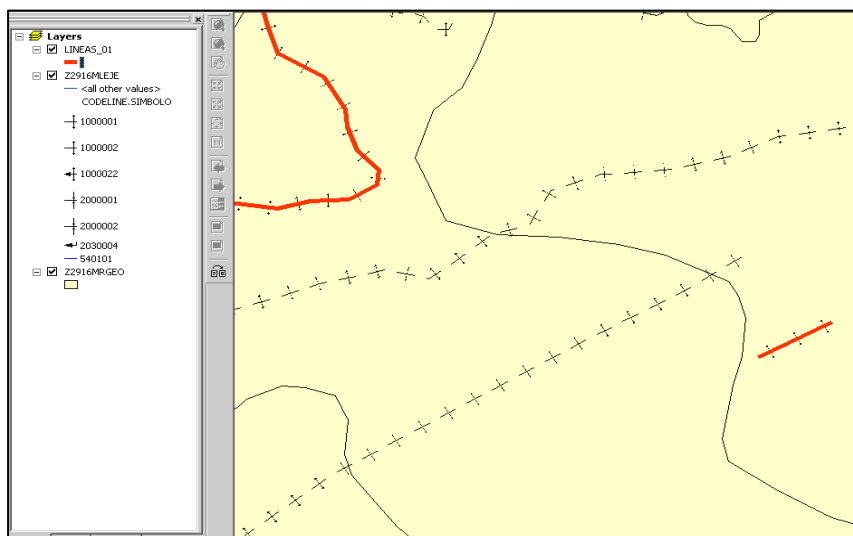 Layers
LINEAS_01
Z2916MLEJE
<all other values>
CODELINE.SIMBOLO
1000001
1000002
1000022
2000001
2000002
2030004
540101
Z2916MRGEO